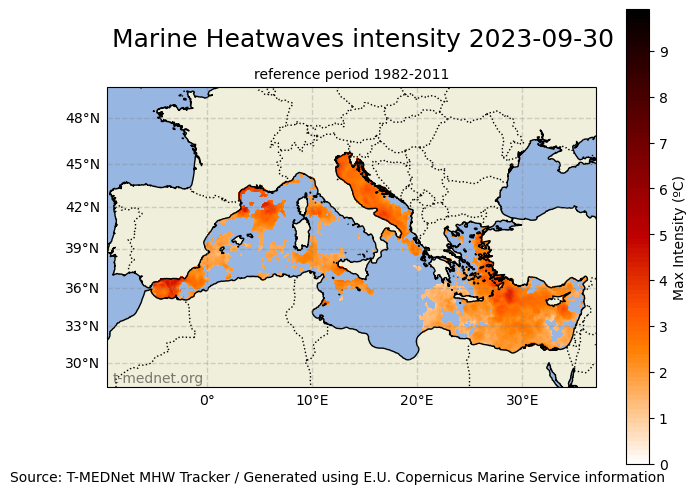 Marine Heatwaves intensity 2023-09-30
reference period 1982-2011
48°N
45°N
42°N
39°N
36°N
33°N
30°N
t-mednet.org
0°
10°E
20°E
30°E
9
8
7
6
5
4
3
2
1
0
Max Intensity (ºC)
Source: T-MEDNet MHW Tracker / Generated using E.U. Copernicus Marine Service information